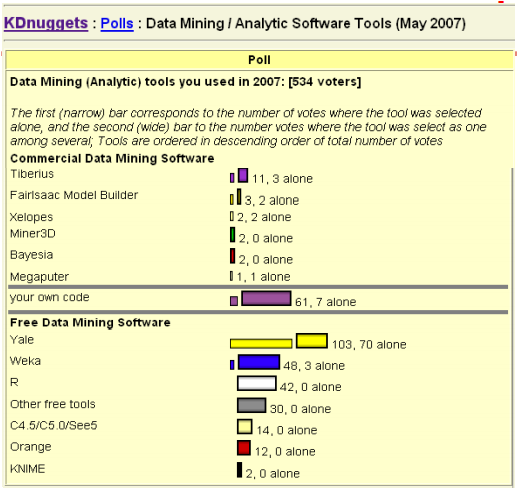 KDnuggets : Polls : Data Mining / Analytic Software Tools (May 2007)
Poll
Data Mining (Analytic) tools you used in 2007: [534 voters]
The first (narrow) bar corresponds to the number of votes where the tool was selected
alone, and the second (wide) bar to the number votes where the tool was select as one
among several; Tools are ordered in descending order of total number of votes
Commercial Data Mining Software
Tiberius 11, 3 alone
FairIsaac Model Builder 3, 2 alone
Xelopes 2, 2 alone
Miner3D 2, 0 alone
Bayesia 2, 0 alone
Megaputer 1, 1 alone
your own code 61, 7 alone
Free Data Mining Software
Yale 103, 70 alone
Weka 48, 3 alone
R 42, 0 alone
Other free tools 30, 0 alone
C4.5/C5.0/See5 14, 0 alone
Orange 12, 0 alone
KNIME 2, 0 alone